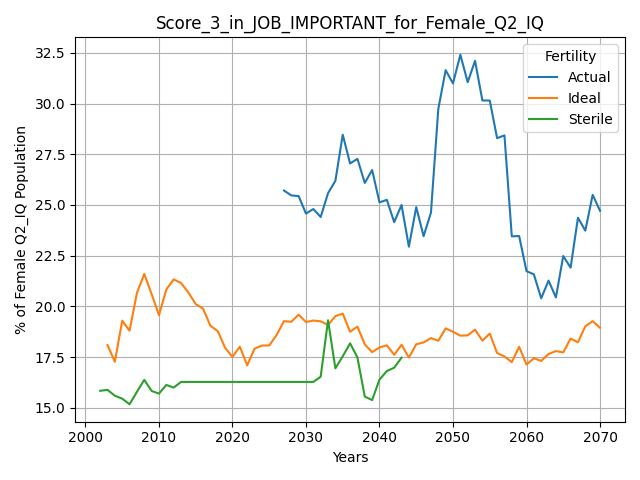 Score_3_in_JOB_IMPORTANT_for_Female_Q2_IQ
Fertility
Actual
Ideal
Sterile
% of Female Q2_IQ Population
32.5
30.0
27.5
25.0
22.5
20.0
17.5
15.0
2000 2010 2020 2030 2040 2050 2060 2070
Years